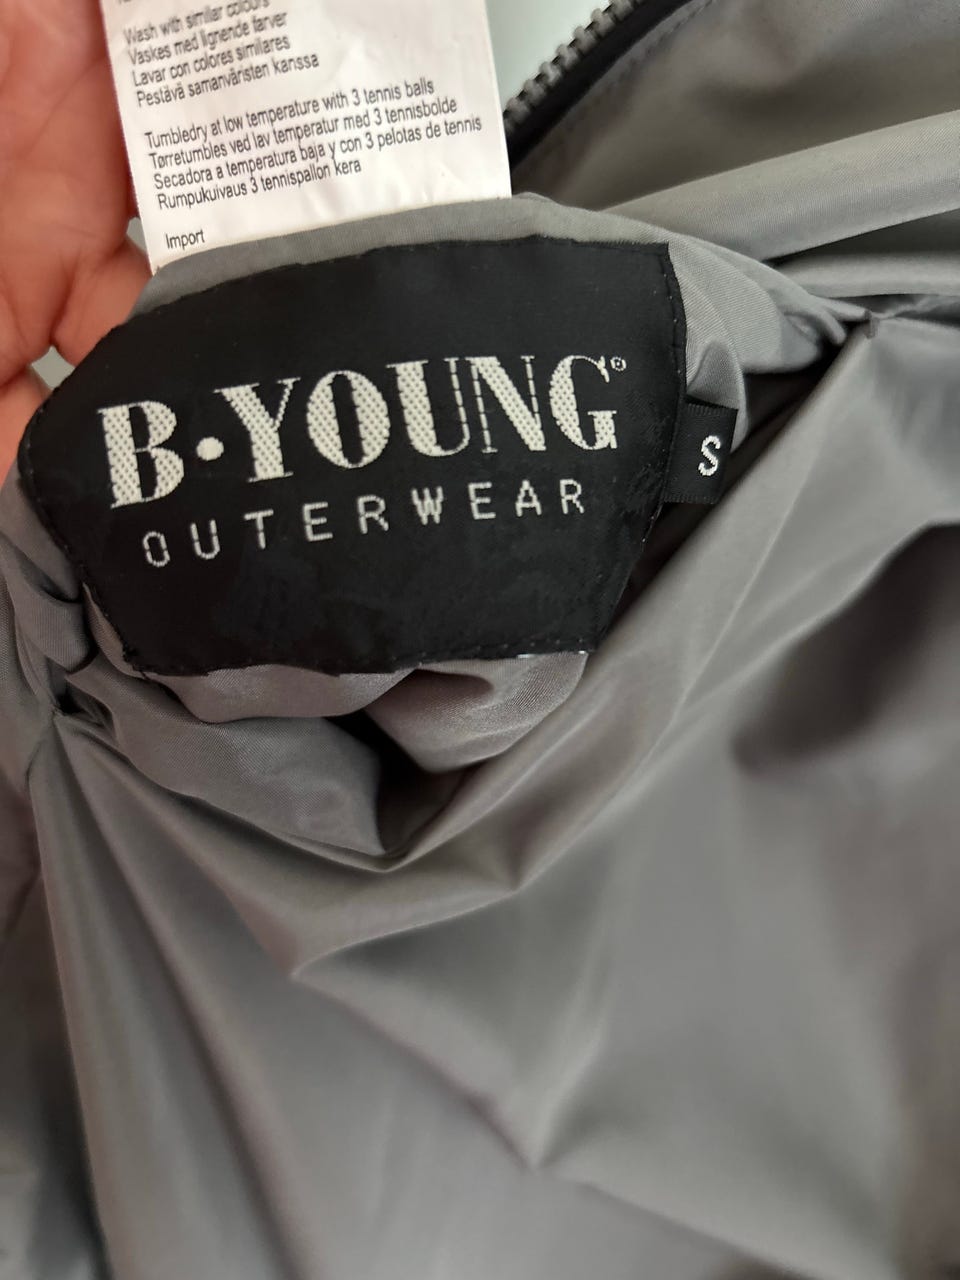 Wash with similar colours
Vaskes med lignende farver
Lavar con colores similares
Pestävä samanväristen kanssa
Tumbledry at low temperature with 3 tennis balls
Tørretumbles ved lav temperatur med 3 tennisbolde
Secadora a temperatura baja y con 3 pelotas de tennis
Rumpukuivaus 3 tennispallon kera
Import
B·YOUNG®
OUTERWEAR
S